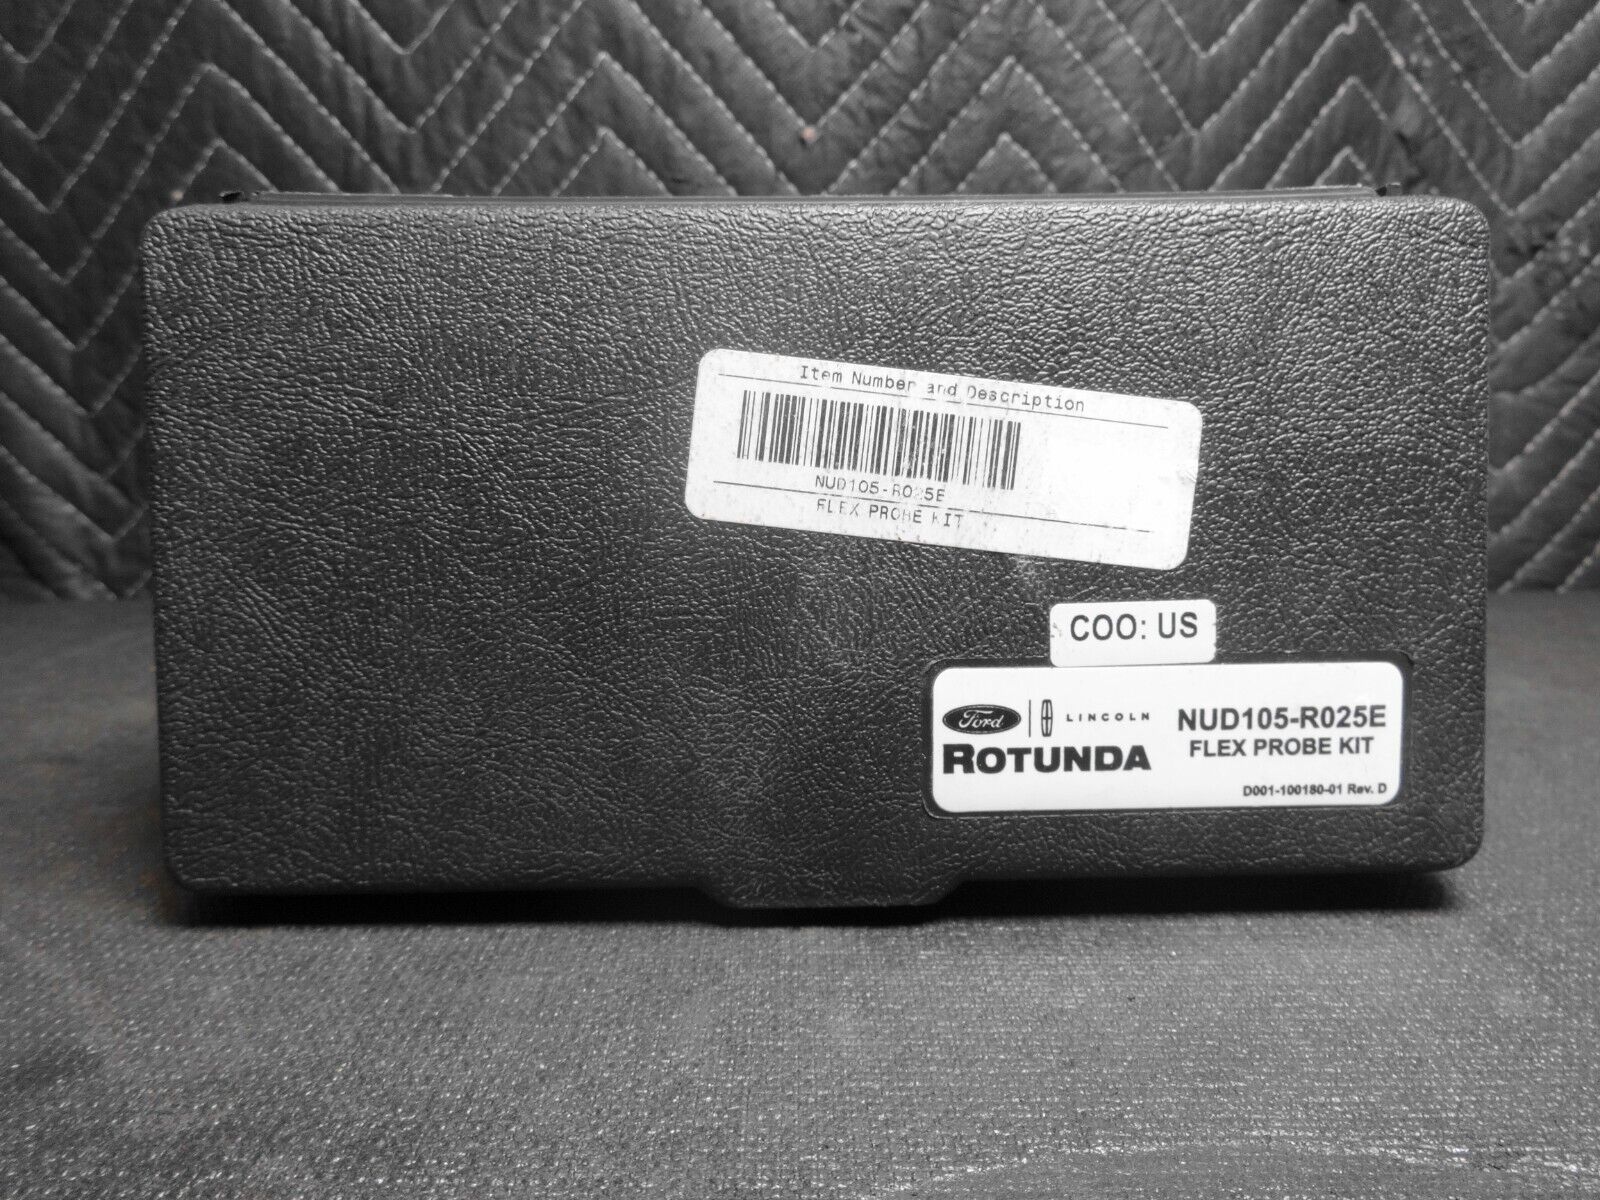 Item Number and Description
NUD105-R025E
FLEX PROBE KIT
COO: US
Ford LINCOLN
ROTUNDA
NUD105-R025E
FLEX PROBE KIT
D001-100180-01 Rev. D